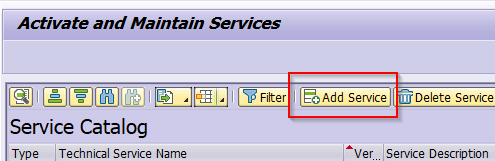 Activate and Maintain Services
Filter Add Service Delete Service
Service Catalog
Type Technical Service Name Ver... Service Description